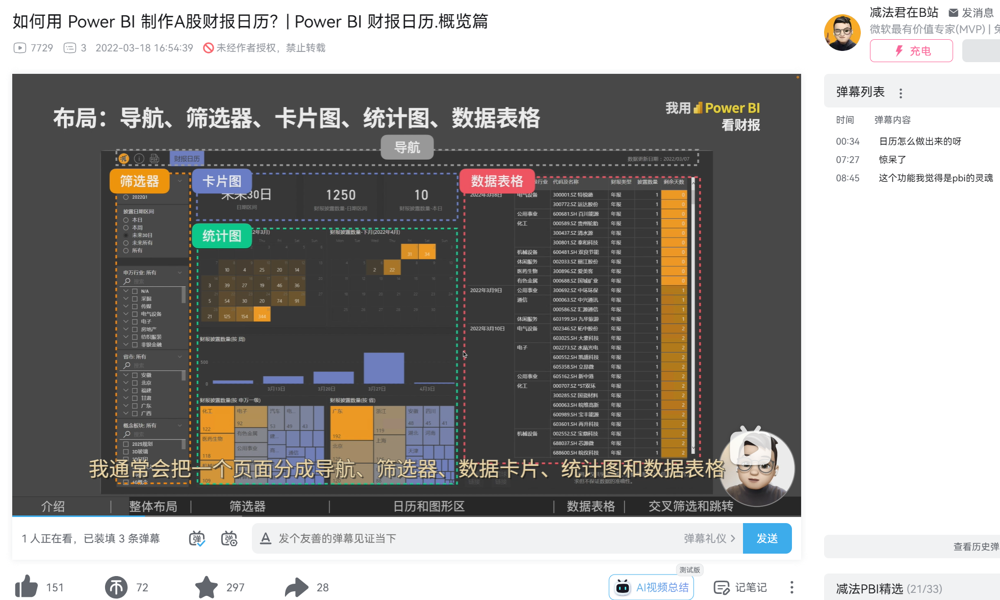 如何用 Power BI 制作A股财报日历？| Power BI 财报日历.概览篇
7729 3 2022-03-18 16:54:39 未经作者授权，禁止转载
减法君在B站 发消息
微软最有价值专家(MVP) |
充电
弹幕列表
时间 弹幕内容
00:34 日历怎么做出来的呀
07:27 惊呆了
08:45 这个功能我觉得是pbi的灵魂
布局：导航、筛选器、卡片图、统计图、数据表格
我用 Power BI
看财报
导航
财报日历
数据更新日期：2022/03/07
筛选器
2022Q1
披露日期区间
本日
本周
未来30日
未来所有
所有
申万行业: 所有
搜索
N/A
采掘
传媒
电气设备
电子
房地产
纺织服装
非银金融
省市: 所有
搜索
安徽
北京
福建
甘肃
广东
广西
概念板块: 所有
搜索
2025规划
3D玻璃
卡片图
未来30日
日期区间
1250
财报披露数量-日期区间
10
财报披露数量-本日
统计图
财报披露数量-下月(2022年4月)
10 4 25 20 14
3 39 27 19 46 36
5 54 30 20 74 91
21 125 154 344
31 34
2 22
财报披露数量(按 周)
500
0
3月13日 3月20日 3月27日 4月3日
财报披露数量(按 申万一级)
化工 122
医药生物 118
109
电子 92
有色金属
公用事业
汽车 53
电... 49
43
建...
商...
通信
财报披露数量(按 省)
广东 192
北京
120
浙江 119
上海
88
安徽 48
四川 45
41
湖北
河南
天津
数据表格
代码及名称 财报类型 披露数量 剩余天数
2022年3月8日 电气设备 300001.SZ 特锐德 年报 1 0
300772.SZ 运达股份 年报 1 0
公用事业 600681.SH 百川能源 年报 1 0
化工 000589.SZ 贵州轮胎 年报 1 0
300437.SZ 清水源 年报 1 0
300801.SZ 泰和科技 年报 1 0
机械设备 600481.SH 双良节能 年报 1 0
休闲服务 002033.SZ 丽江股份 年报 1 0
医药生物 300896.SZ 爱美客 年报 1 0
有色金属 000688.SZ 国城矿业 年报 1 0
2022年3月9日 公用事业 300692.SZ 中环环保 年报 1 1
通信 000063.SZ 中兴通讯 年报 1 1
000586.SZ 汇源通信 年报 1 1
休闲服务 603199.SH 九华旅游 年报 1 1
2022年3月10日 电气设备 002346.SZ 柘中股份 年报 1 2
603025.SH 大豪科技 年报 1 2
电子 002273.SZ 水晶光电 年报 1 2
600552.SH 凯盛科技 年报 1 2
605358.SH 立昂微 年报 1 2
公用事业 605162.SH 新中港 年报 1 2
化工 000707.SZ *ST双环 年报 1 2
300285.SZ 国瓷材料 年报 1 2
600063.SH 皖维高新 年报 1 2
600989.SH 宝丰能源 年报 1 2
603601.SH 再升科技 年报 1 2
机械设备 002552.SZ 宝鼎科技 年报 1 2
688037.SH 芯源微 年报 1 2
688600.SH 皖仪科技 年报 1 2
求但不保证数据的准确性。
我通常会把一个页面分成导航、筛选器、数据卡片、统计图和数据表格
介绍 | 整体布局 | 筛选器 | 日历和图形区 | 数据表格 | 交叉筛选和跳转
1 人正在看，已装填 3 条弹幕
发个友善的弹幕见证当下 弹幕礼仪 发送
查看历史弹
151 72 297 28
测试版
AI视频总结
记笔记
减法PBI精选 (21/33)